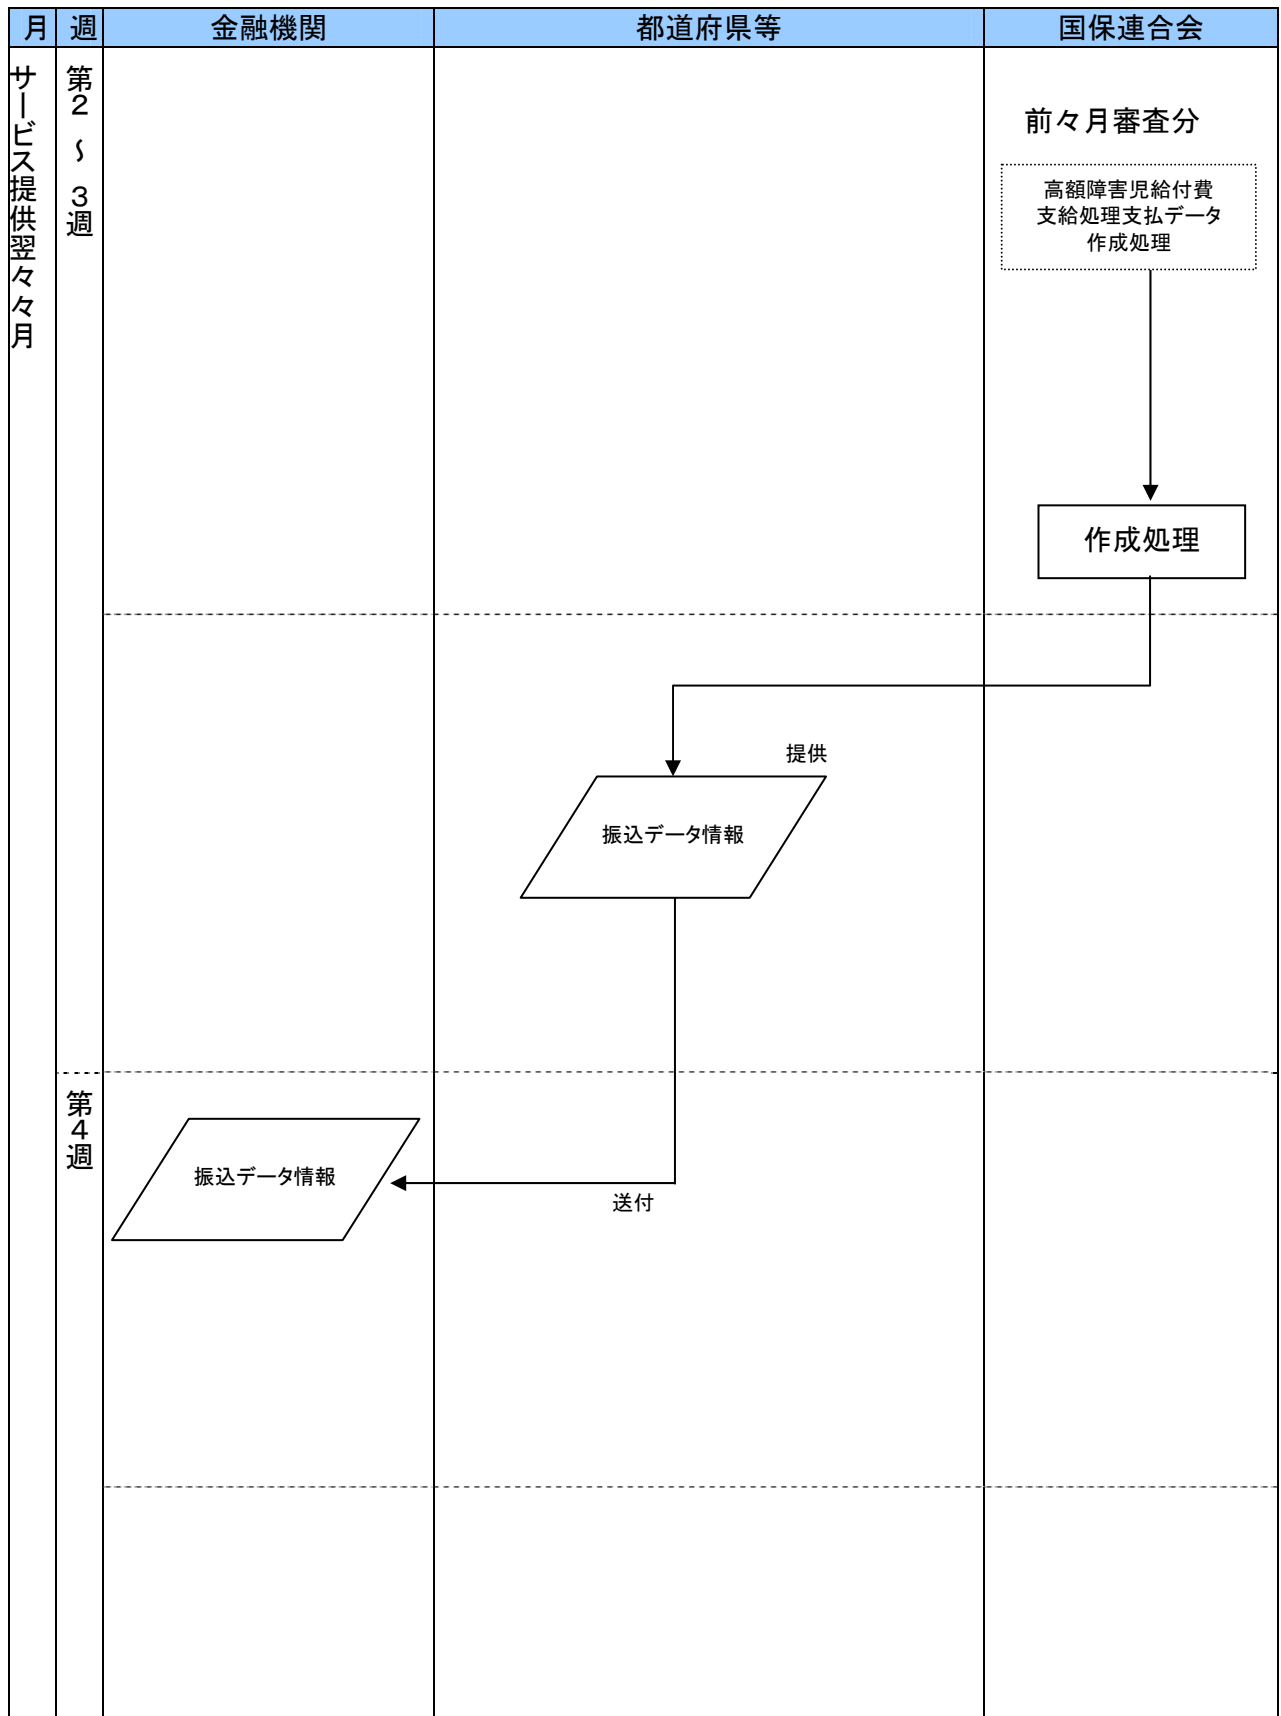 月 週 金融機関 都道府県等 国保連合会
サービス提供翌々々月
第２～３週
前々月審査分
高額障害児給付費
支給処理支払データ
作成処理
作成処理
提供
振込データ情報
第４週
振込データ情報
送付